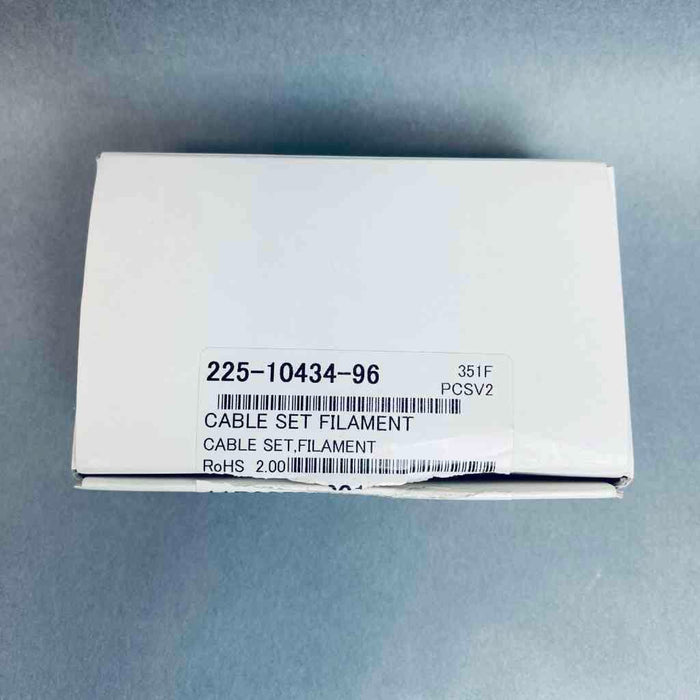 225-10434-96 351F
PCSV2
CABLE SET FILAMENT
CABLE SET,FILAMENT
RoHS 2.00